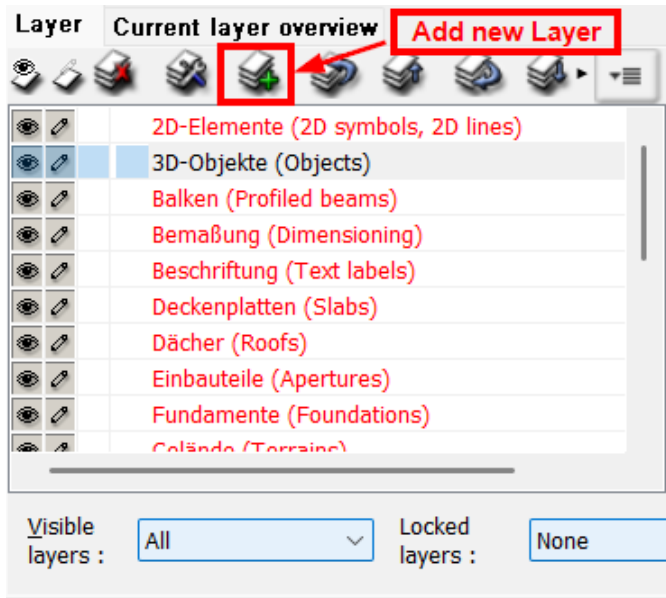 Layer Current layer overview
Add new Layer
2D-Elemente (2D symbols, 2D lines)
3D-Objekte (Objects)
Balken (Profiled beams)
Bemaßung (Dimensioning)
Beschriftung (Text labels)
Deckenplatten (Slabs)
Dächer (Roofs)
Einbauteile (Apertures)
Fundamente (Foundations)
Gelände (Terrains)
Visible layers : All
Locked layers : None